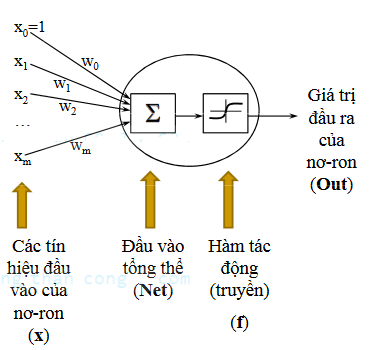 x0=1
w0
x1
w1
x2
w2
...
xm
wm
Σ
Giá trị
đầu ra
của
nơ-ron
(Out)
Các tín
hiệu đầu
vào của
nơ-ron
(x)
Đầu vào
tổng thể
(Net)
Hàm tác
động
(truyền)
(f)